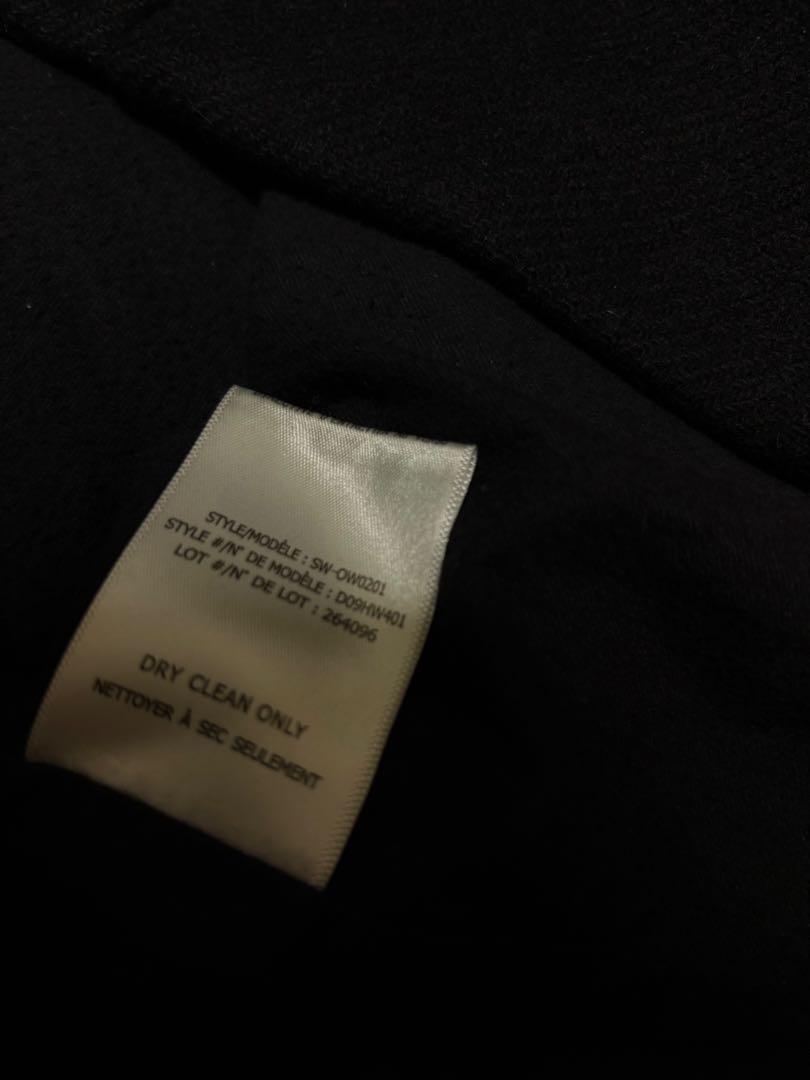 STYLE/MODÈLE : SW-OW0201
STYLE #/N° DE MODÈLE : D09HW401
LOT #/N° DE LOT : 264096
DRY CLEAN ONLY
NETTOYER À SEC SEULEMENT